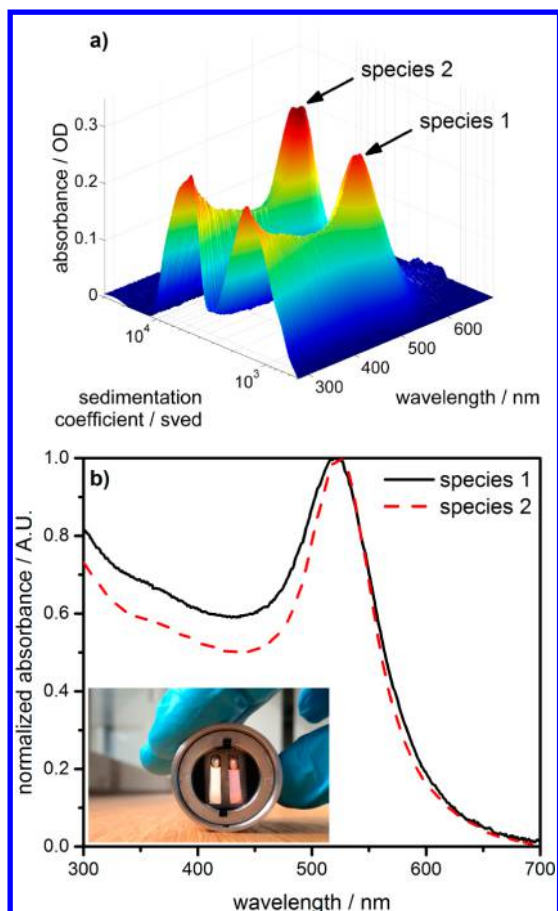 a)
species 2
species 1
absorbance / OD
0.3
0.2
0.1
0
10⁴
10³
sedimentation
coefficient / sved
300
400
500
600
wavelength / nm
b)
species 1
species 2
normalized absorbance / A.U.
1.0
0.8
0.6
0.4
0.2
0.0
300
400
500
600
700
wavelength / nm